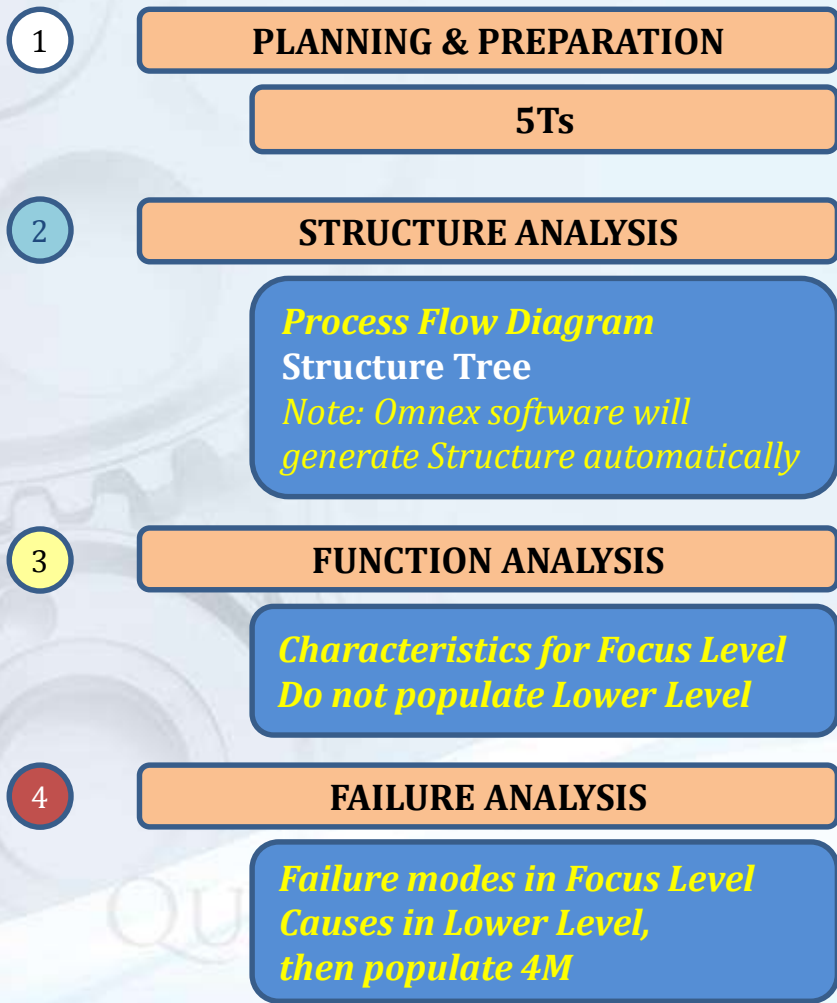 1
PLANNING & PREPARATION
5Ts
2
STRUCTURE ANALYSIS
Process Flow Diagram
Structure Tree
Note: Omnex software will
generate Structure automatically
3
FUNCTION ANALYSIS
Characteristics for Focus Level
Do not populate Lower Level
4
FAILURE ANALYSIS
Failure modes in Focus Level
Causes in Lower Level,
then populate 4M
QU